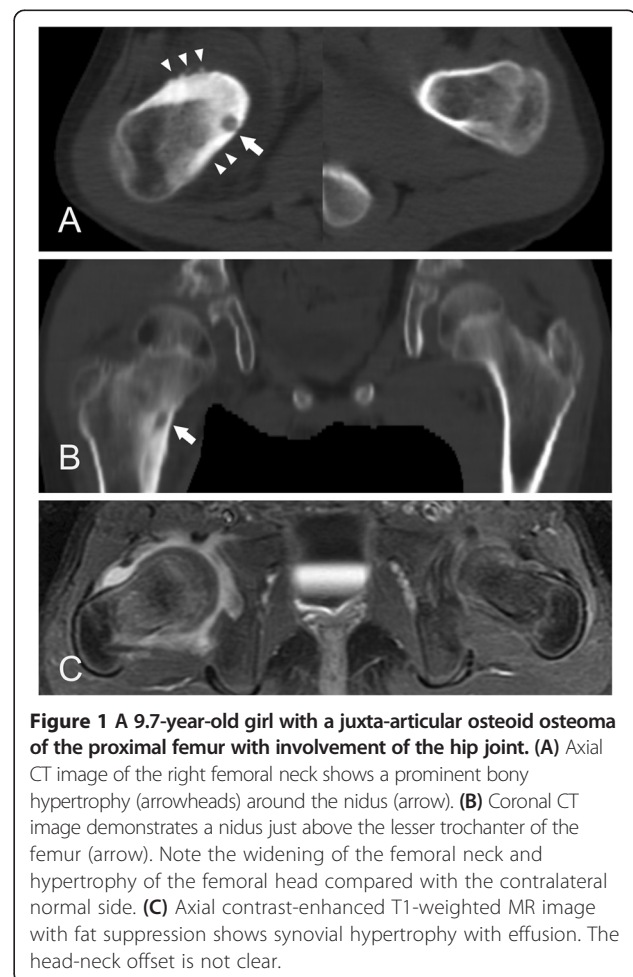 A
B
C
Figure 1 A 9.7-year-old girl with a juxta-articular osteoid osteoma
of the proximal femur with involvement of the hip joint. (A) Axial
CT image of the right femoral neck shows a prominent bony
hypertrophy (arrowheads) around the nidus (arrow). (B) Coronal CT
image demonstrates a nidus just above the lesser trochanter of the
femur (arrow). Note the widening of the femoral neck and
hypertrophy of the femoral head compared with the contralateral
normal side. (C) Axial contrast-enhanced T1-weighted MR image
with fat suppression shows synovial hypertrophy with effusion. The
head-neck offset is not clear.